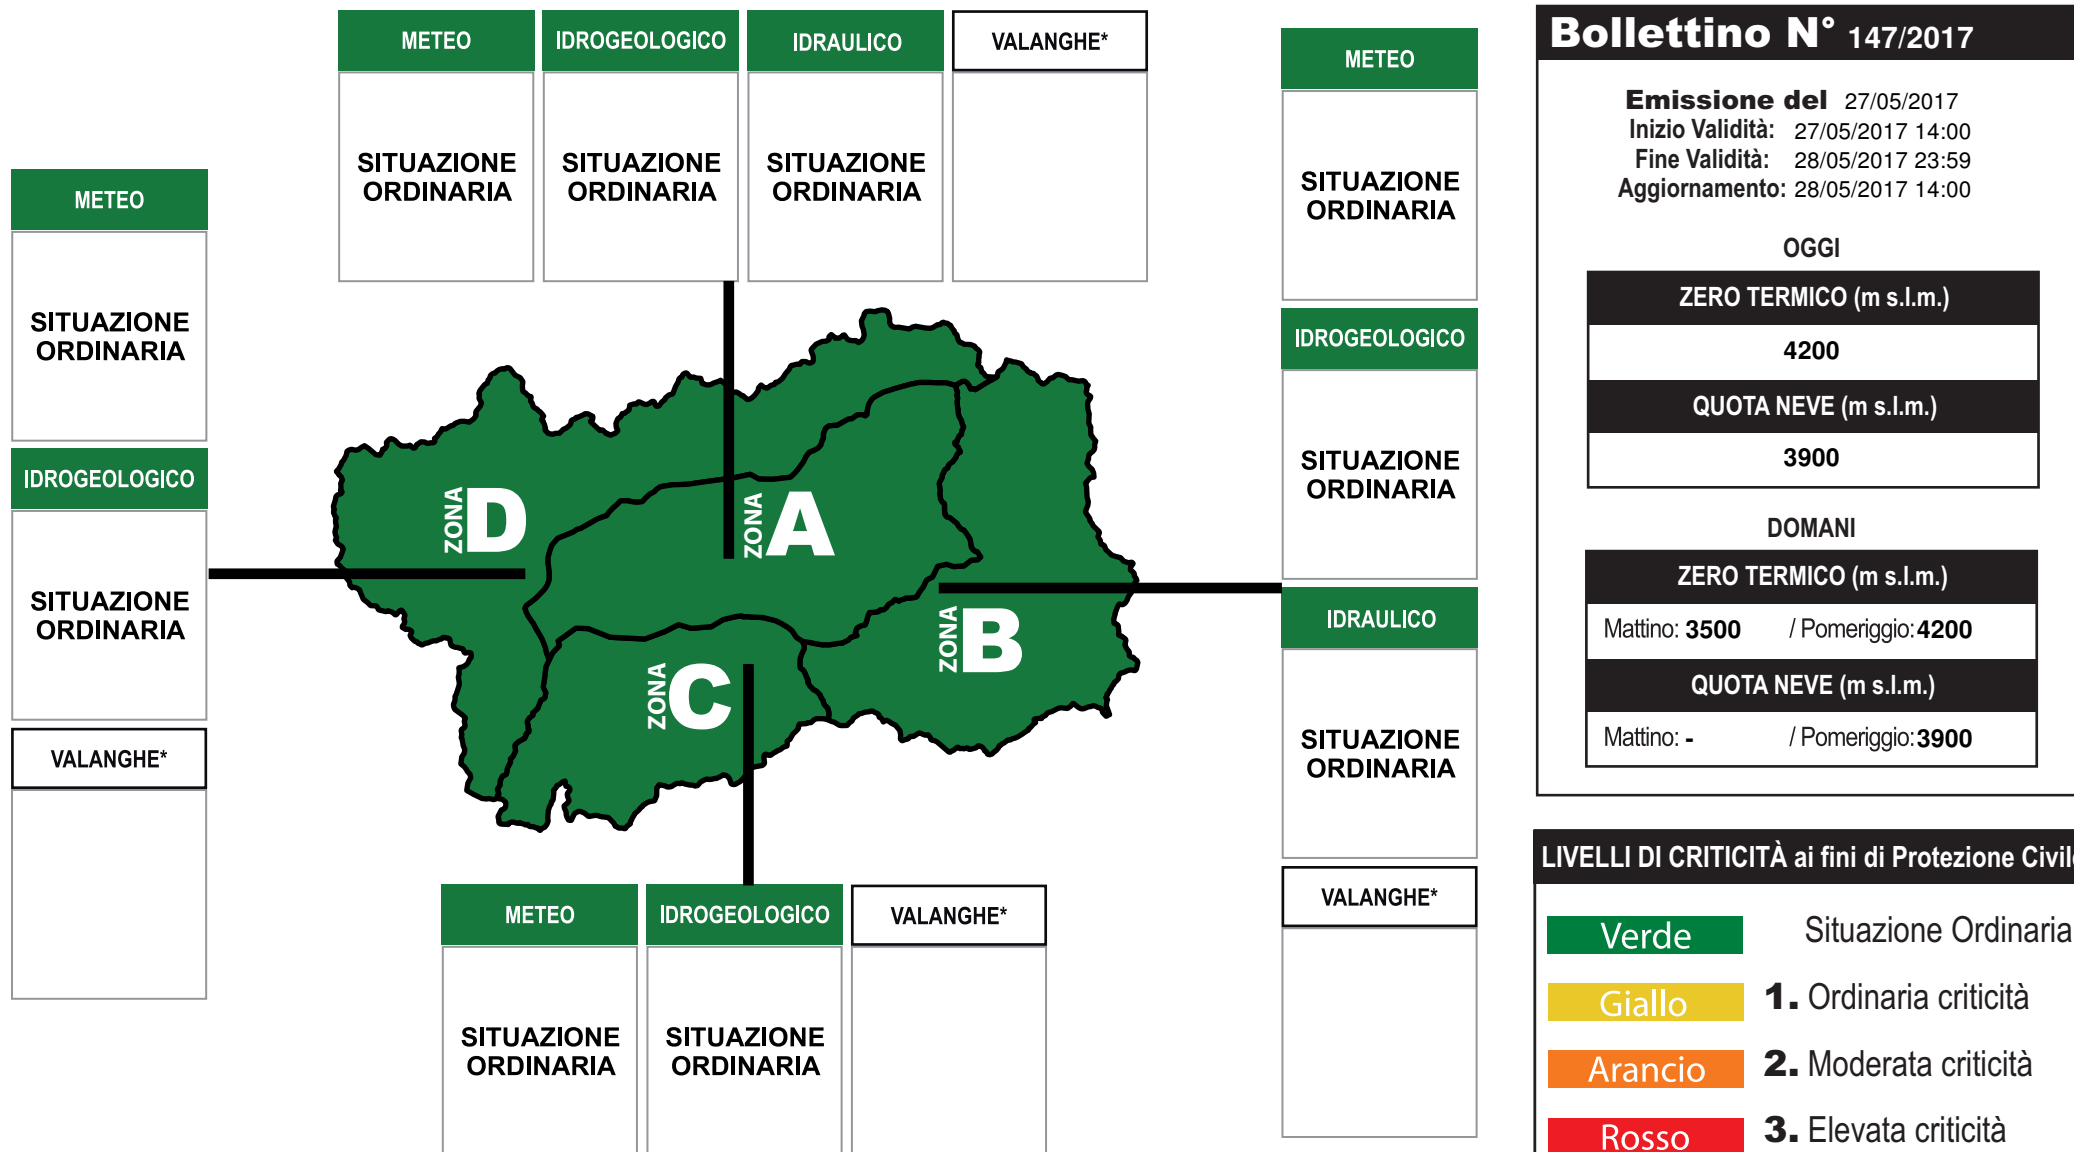 METEO IDROGEOLOGICO IDRAULICO VALANGHE*
SITUAZIONE ORDINARIA
SITUAZIONE ORDINARIA
SITUAZIONE ORDINARIA
METEO
SITUAZIONE
ORDINARIA
IDROGEOLOGICO
SITUAZIONE
ORDINARIA
VALANGHE*
ZONA D
ZONA A
ZONA B
ZONA C
METEO
SITUAZIONE
ORDINARIA
IDROGEOLOGICO
SITUAZIONE
ORDINARIA
IDRAULICO
SITUAZIONE
ORDINARIA
VALANGHE*
METEO IDROGEOLOGICO VALANGHE*
SITUAZIONE ORDINARIA
SITUAZIONE ORDINARIA
Bollettino N° 147/2017
Emissione del 27/05/2017
Inizio Validità: 27/05/2017 14:00
Fine Validità: 28/05/2017 23:59
Aggiornamento: 28/05/2017 14:00
OGGI
ZERO TERMICO (m s.l.m.)
4200
QUOTA NEVE (m s.l.m.)
3900
DOMANI
ZERO TERMICO (m s.l.m.)
Mattino: 3500 / Pomeriggio: 4200
QUOTA NEVE (m s.l.m.)
Mattino: - / Pomeriggio: 3900
LIVELLI DI CRITICITÀ ai fini di Protezione Civile
Verde Situazione Ordinaria
Giallo 1. Ordinaria criticità
Arancio 2. Moderata criticità
Rosso 3. Elevata criticità